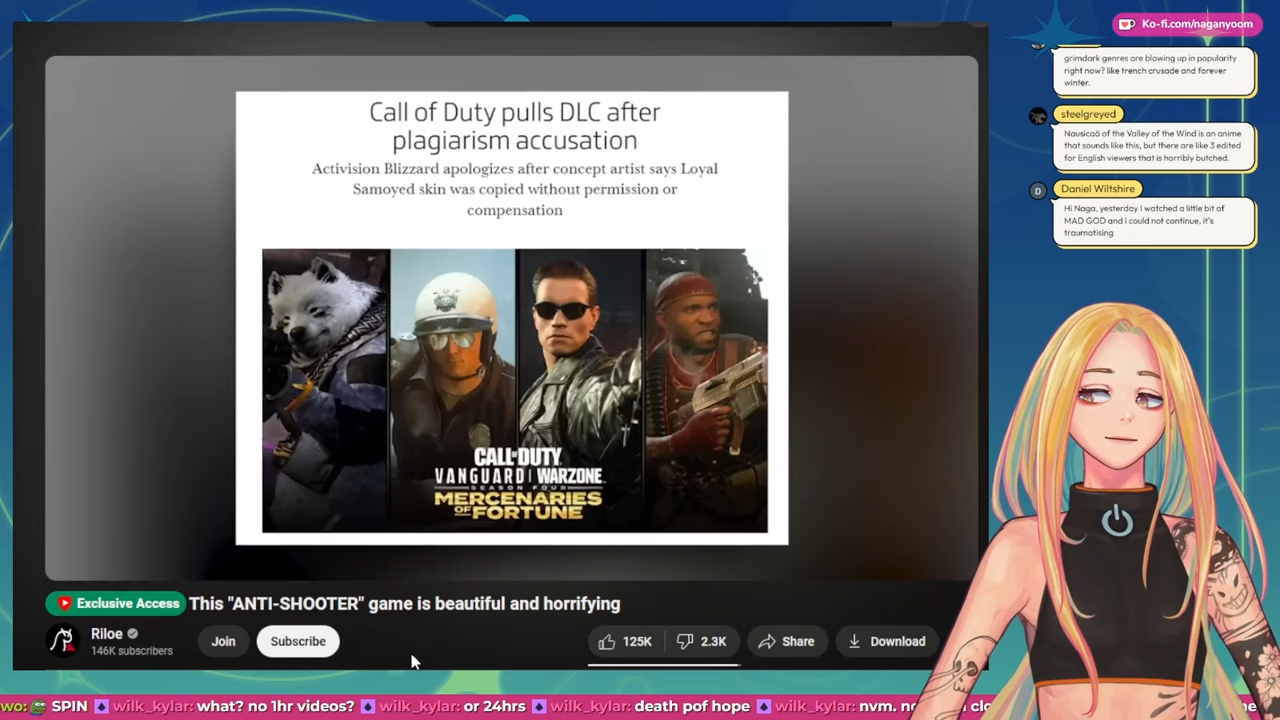 Ko-fi.com/naganyoom
grimdark genres are blowing up in popularity
right now? like trench crusade and forever
winter.
steelgreyed
Nausicaä of the Valley of the Wind is an anime
that sounds like this, but there are like 3 edited
for English viewers that is horribly butched.
D
Daniel Wiltshire
Hi Naga, yesterday I watched a little bit of
MAD GOD and I could not continue, it's
traumatising
Call of Duty pulls DLC after
plagiarism accusation
Activision Blizzard apologizes after concept artist says Loyal
Samoyed skin was copied without permission or
compensation
CALL OF DUTY
VANGUARD | WARZONE
SEASON FOUR
MERCENARIES
OF FORTUNE
Exclusive Access This "ANTI-SHOOTER" game is beautiful and horrifying
Riloe
146K subscribers
Join
Subscribe
125K
2.3K
Share
Download
wo: SPIN wilk_kylar: what? no 1hr videos? wilk_kylar: or 24hrs wilk_kylar: death pof hope wilk_kylar: nvm.